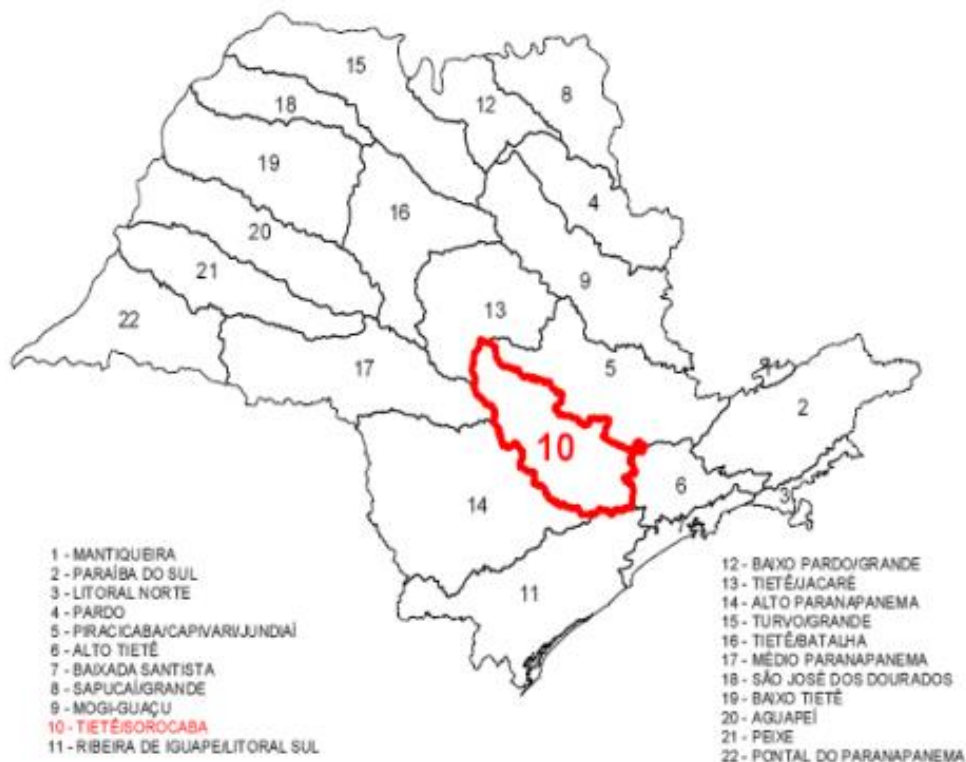 15
12
8
18
19
4
16
20
9
21
13
22
5
17
2
10
6
3
14
7
11
1 - MANTIQUEIRA
2 - PARAÍBA DO SUL
3 - LITORAL NORTE
4 - PARDO
5 - PIRACICABA/CAPIVARI/JUNDIAÍ
6 - ALTO TIETÊ
7 - BAIXADA SANTISTA
8 - SAPUCAÍ/GRANDE
9 - MOGI-GUAÇU
10 - TIETÊ/SOROCABA
11 - RIBEIRA DE IGUAPE/LITORAL SUL
12 - BAIXO PARDO/GRANDE
13 - TIETÊ/JACARÉ
14 - ALTO PARANAPANEMA
15 - TURVO/GRANDE
16 - TIETÊ/BATALHA
17 - MÉDIO PARANAPANEMA
18 - SÃO JOSÉ DOS DOURADOS
19 - BAIXO TIETÊ
20 - AGUAPEÍ
21 - PEIXE
22 - PONTAL DO PARANAPANEMA